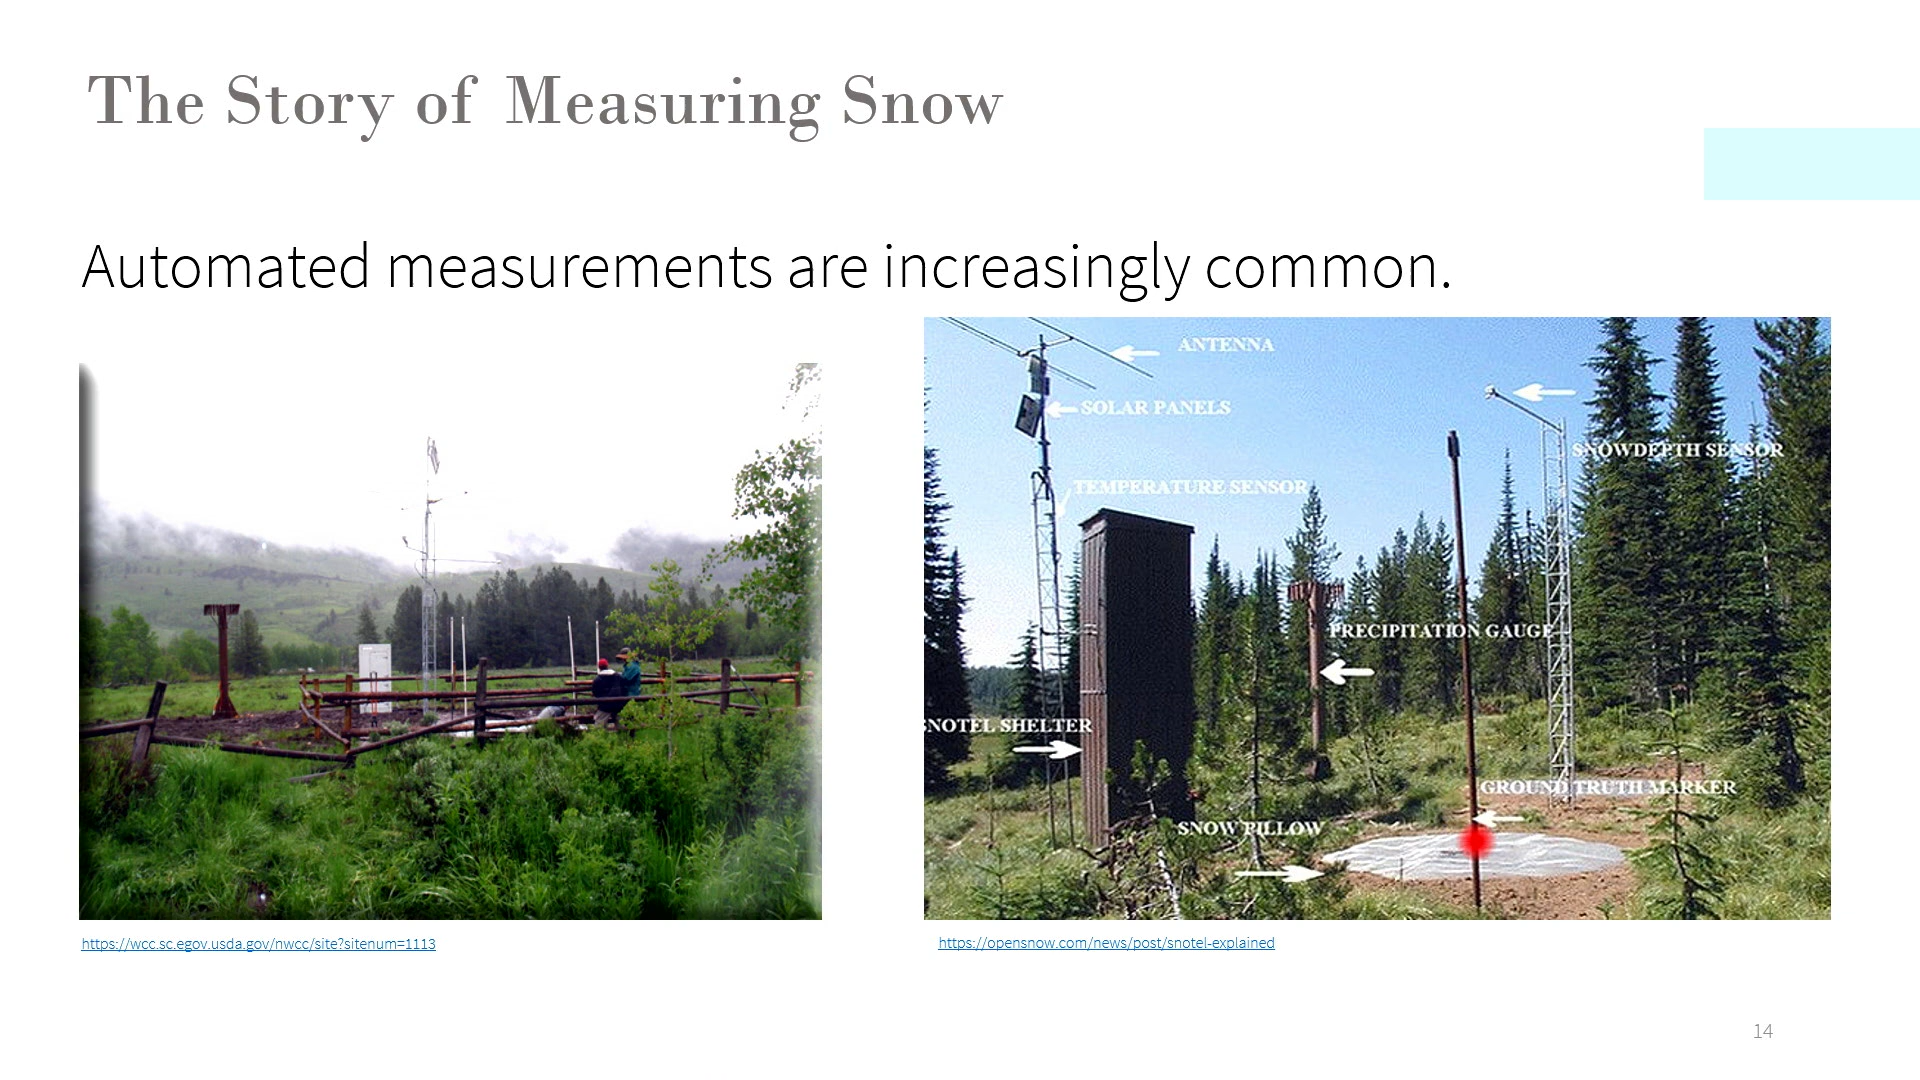 The Story of Measuring Snow
Automated measurements are increasingly common.
ANTENNA
SOLAR PANELS
SNOWDEPTH SENSOR
TEMPERATURE SENSOR
PRECIPITATION GAUGE
SNOTEL SHELTER
GROUND TRUTH MARKER
SNOW PILLOW
https://wcc.sc.egov.usda.gov/nwcc/site?sitenum=1113
https://opensnow.com/news/post/snotel-explained
14